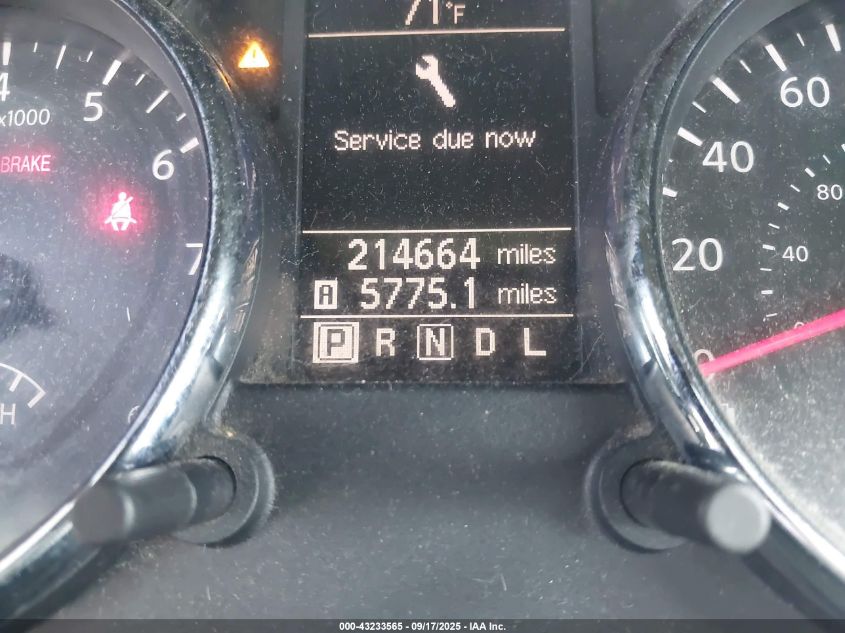 71°F
Service due now
214664 miles
A 5775.1 miles
P R N D L
4
5
x1000
BRAKE
6
7
H
60
40
80
20
40
0
000-43233565 - 09/17/2025 - IAA Inc.